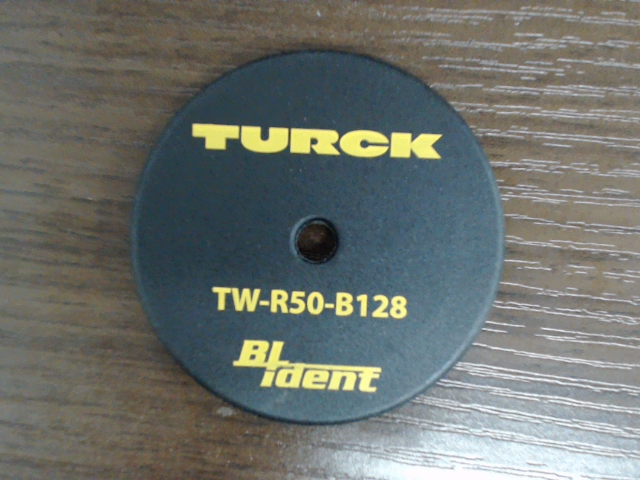 TURCK
TW-R50-B128
BL
ident